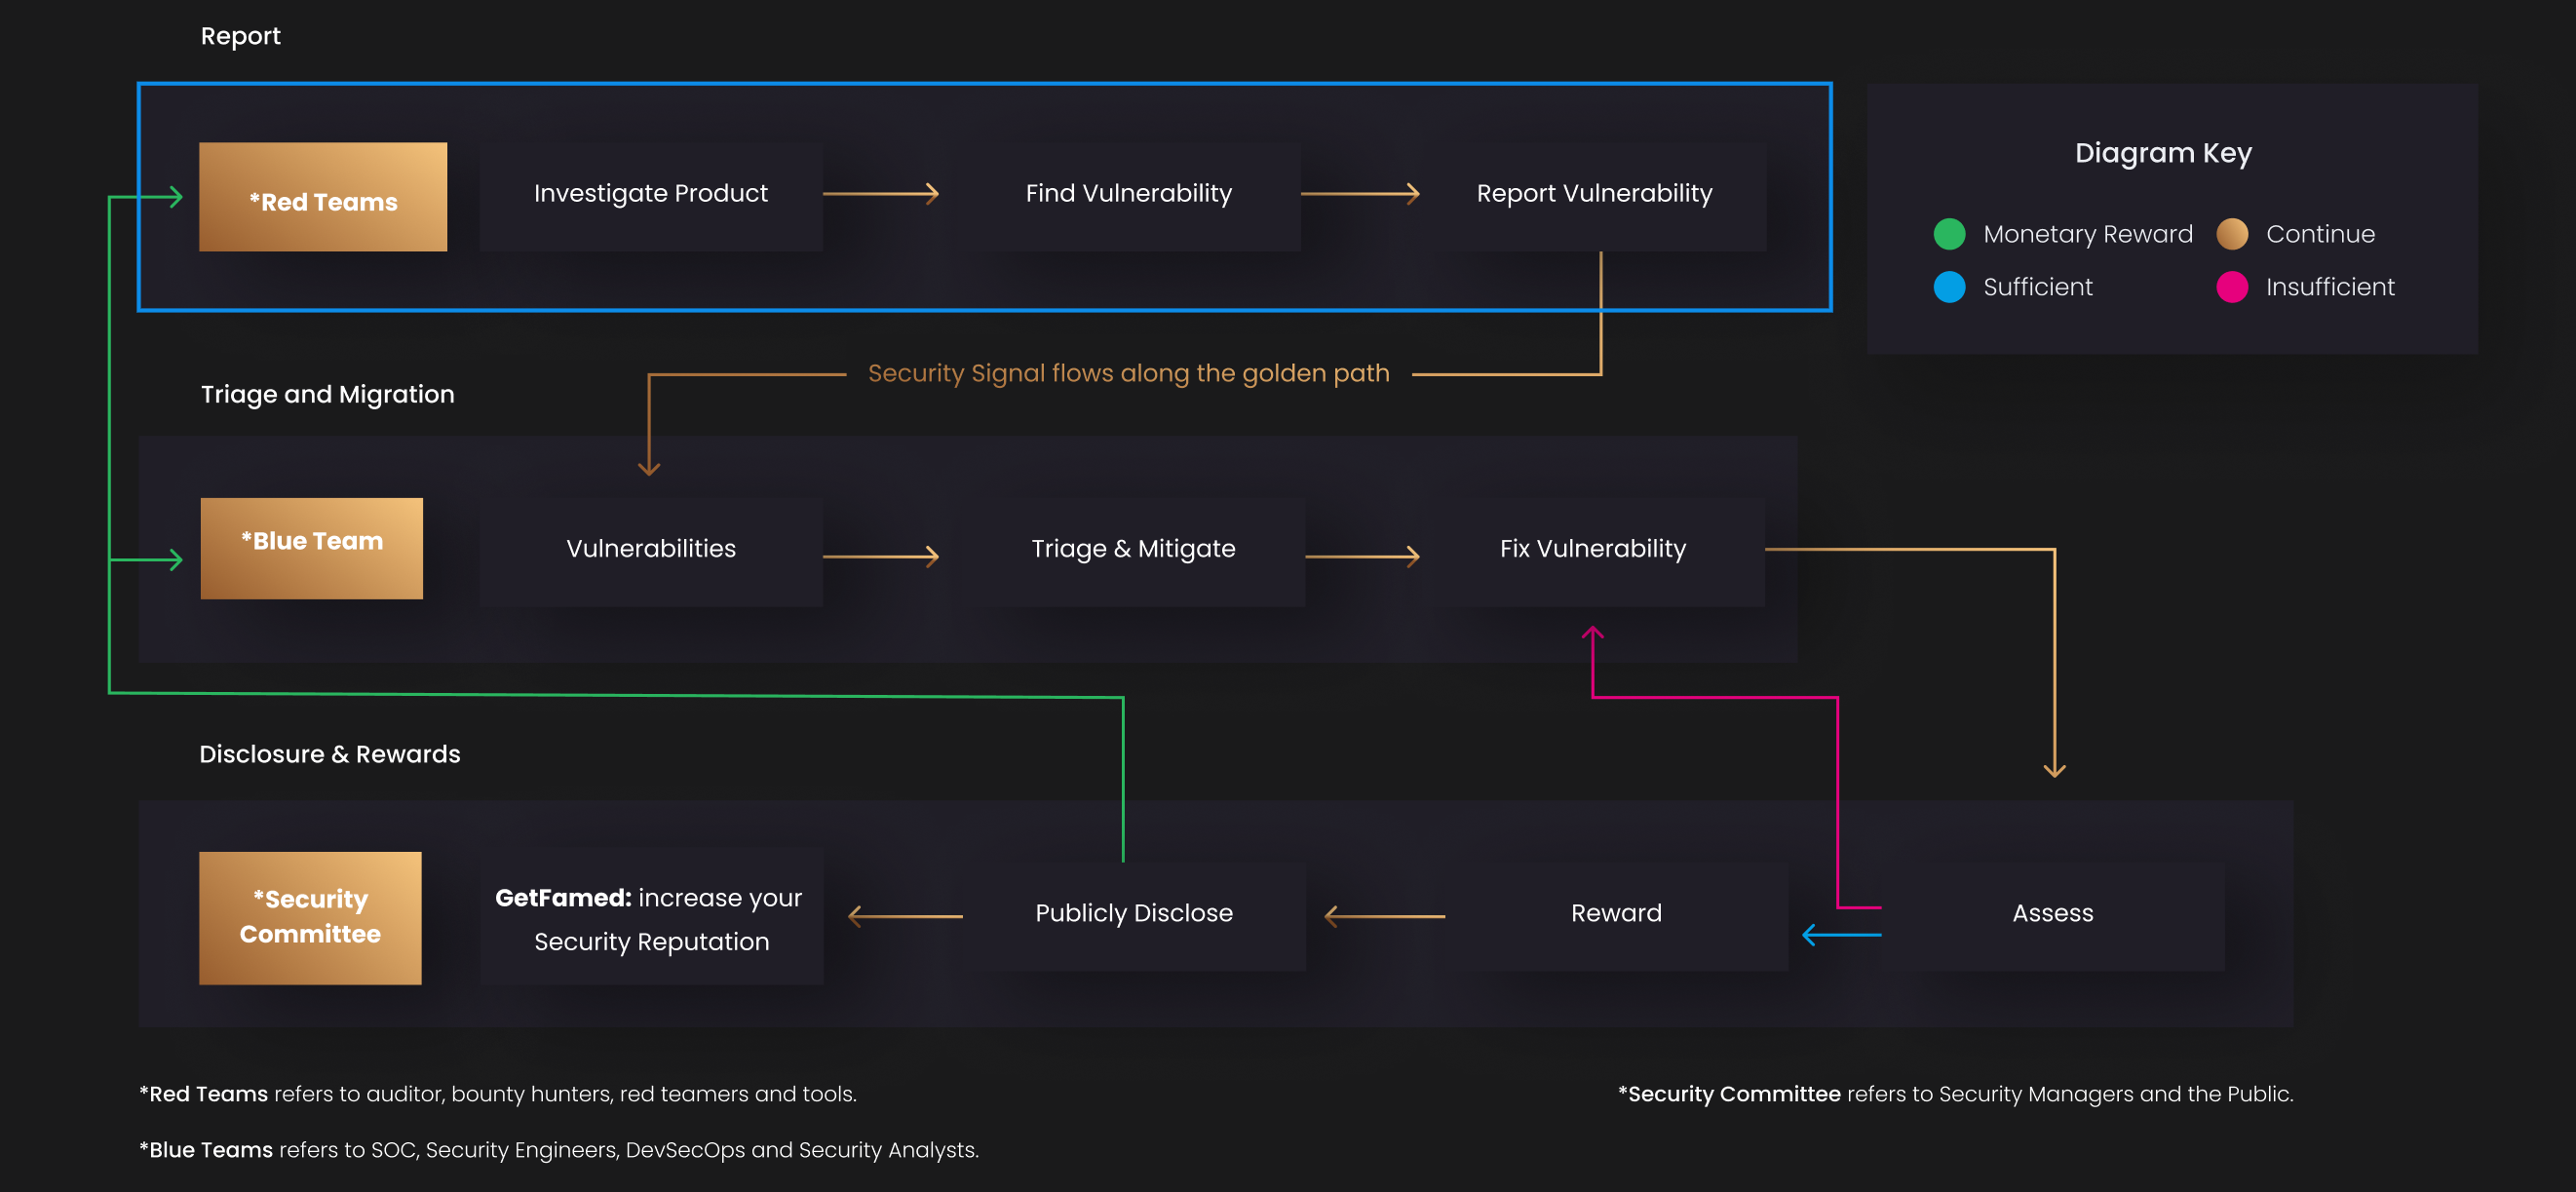 Report
*Red Teams
Investigate Product
Find Vulnerability
Report Vulnerability
Diagram Key
Monetary Reward
Continue
Sufficient
Insufficient
Security Signal flows along the golden path
Triage and Migration
*Blue Team
Vulnerabilities
Triage & Mitigate
Fix Vulnerability
Disclosure & Rewards
*Security
Committee
GetFamed: increase your
Security Reputation
Publicly Disclose
Reward
Assess
*Red Teams refers to auditor, bounty hunters, red teamers and tools.
*Security Committee refers to Security Managers and the Public.
*Blue Teams refers to SOC, Security Engineers, DevSecOps and Security Analysts.